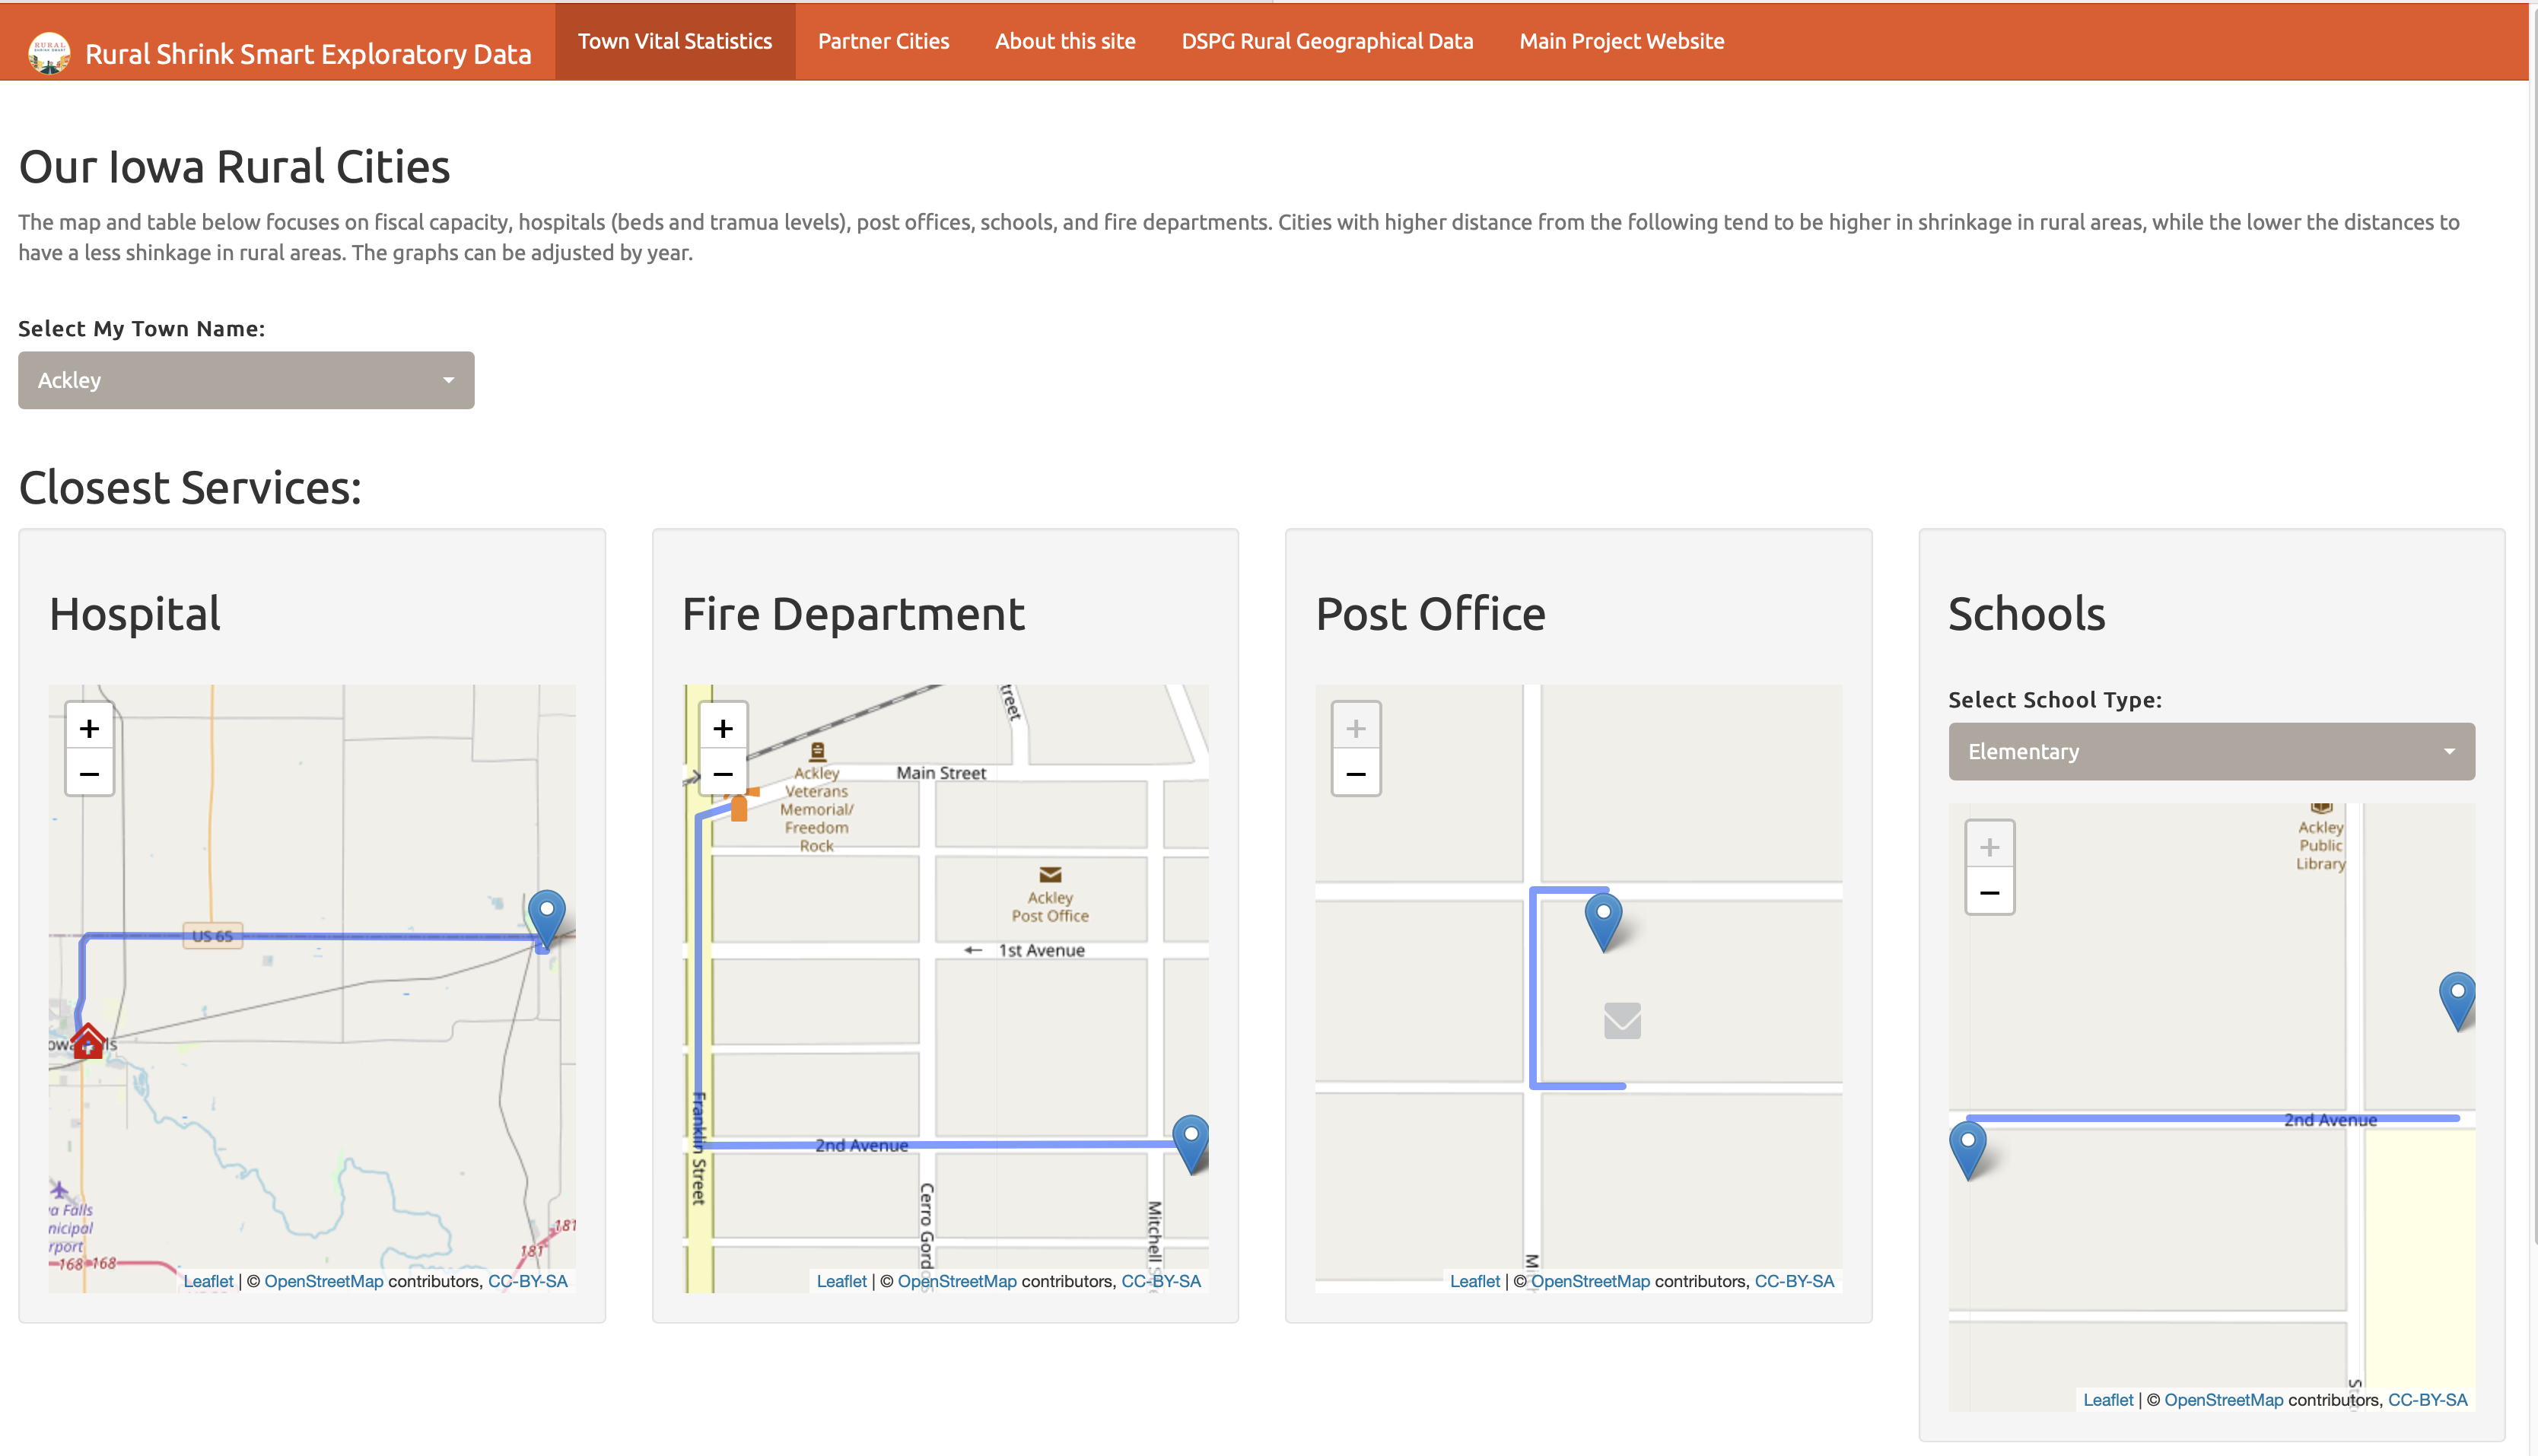 RURAL
Rural Shrink Smart Exploratory Data
Town Vital Statistics
Partner Cities
About this site
DSPG Rural Geographical Data
Main Project Website
Our Iowa Rural Cities
The map and table below focuses on fiscal capacity, hospitals (beds and tramua levels), post offices, schools, and fire departments. Cities with higher distance from the following tend to be higher in shrinkage in rural areas, while the lower the distances to
have a less shinkage in rural areas. The graphs can be adjusted by year.
Select My Town Name:
Ackley
Closest Services:
Hospital
+
−
US 65
181
181
168
168
Leaflet | © OpenStreetMap contributors, CC-BY-SA
Fire Department
+
−
Main Street
Ackley
Veterans
Memorial/
Freedom
Rock
Ackley
Post Office
← 1st Avenue
Franklin Street
2nd Avenue
Leaflet | © OpenStreetMap contributors, CC-BY-SA
Post Office
+
−
Leaflet | © OpenStreetMap contributors, CC-BY-SA
Schools
Select School Type:
Elementary
+
−
Ackley
Public
Library
2nd Avenue
Leaflet | © OpenStreetMap contributors, CC-BY-SA